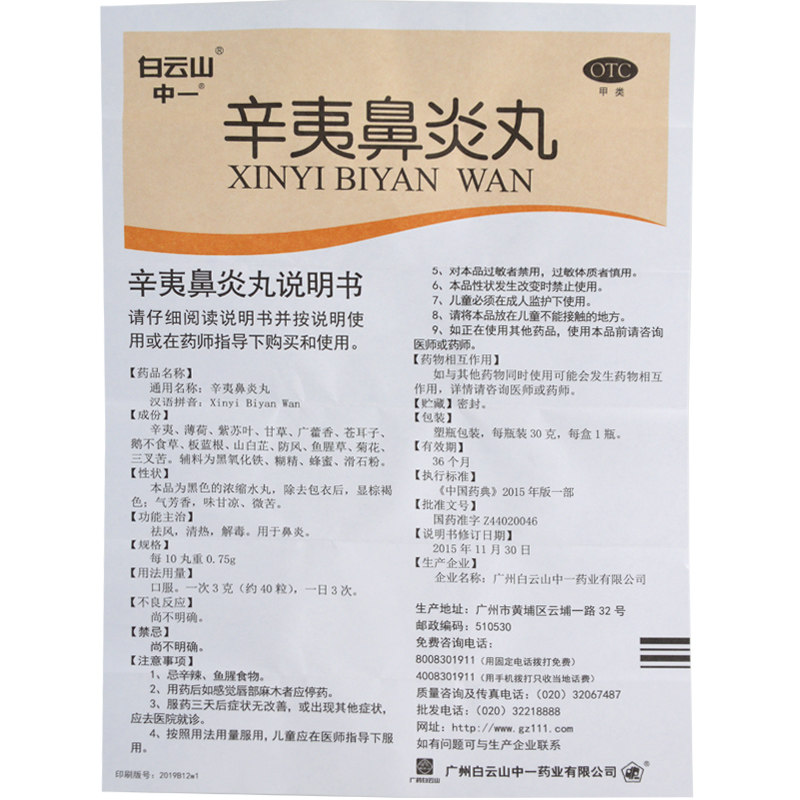 白云山®
中一®
OTC
甲类
辛夷鼻炎丸
XINYI BIYAN WAN
辛夷鼻炎丸说明书
请仔细阅读说明书并按说明使
用或在药师指导下购买和使用。
【药品名称】
通用名称：辛夷鼻炎丸
汉语拼音：Xinyi Biyan Wan
【成份】
辛夷、薄荷、紫苏叶、甘草、广藿香、苍耳子、
鹅不食草、板蓝根、山白芷、防风、鱼腥草、菊花、
三叉苦。辅料为黑氧化铁、糊精、蜂蜜、滑石粉。
【性状】
本品为黑色的浓缩水丸，除去包衣后，显棕褐
色；气芳香，味甘凉、微苦。
【功能主治】
祛风，清热，解毒。用于鼻炎。
【规格】
每10丸重0.75g
【用法用量】
口服。一次3克（约40粒），一日3次。
【不良反应】
尚不明确。
【禁忌】
尚不明确。
【注意事项】
1、忌辛辣、鱼腥食物。
2、用药后如感觉唇部麻木者应停药。
3、服药三天后症状无改善，或出现其他症状，
应去医院就诊。
4、按照用法用量服用，儿童应在医师指导下服
用。
5、对本品过敏者禁用，过敏体质者慎用。
6、本品性状发生改变时禁止使用。
7、儿童必须在成人监护下使用。
8、请将本品放在儿童不能接触的地方。
9、如正在使用其他药品，使用本品前请咨询
医师或药师。
【药物相互作用】
如与其他药物同时使用可能会发生药物相互
作用，详情请咨询医师或药师。
【贮藏】密封。
【包装】
塑瓶包装，每瓶装30克，每盒1瓶。
【有效期】
36个月
【执行标准】
《中国药典》2015年版一部
【批准文号】
国药准字Z44020046
【说明书修订日期】
2015年11月30日
【生产企业】
企业名称：广州白云山中一药业有限公司
生产地址：广州市黄埔区云埔一路32号
邮政编码：510530
免费咨询电话：
8008301911（用固定电话拨打免费）
4008301911（用手机拨打只收当地话费）
质量咨询及传真电话：（020）32067487
批发电话：（020）32218888
网址：http://www.gz111.com
如有问题可与生产企业联系
广药白云山
广州白云山中一药业有限公司
®
印刷版号：2019B12w1